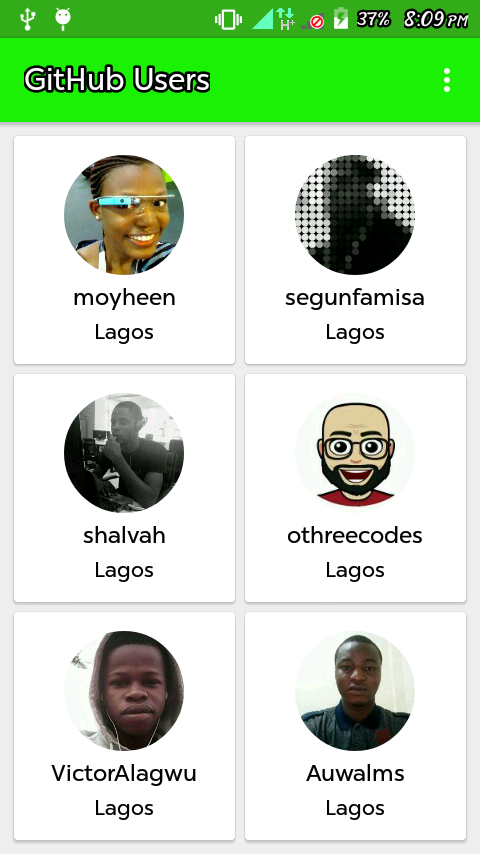 H+ 37% 8:09 PM
GitHub Users
moyheen
Lagos
segunfamisa
Lagos
shalvah
Lagos
othreecodes
Lagos
VictorAlagwu
Lagos
Auwalms
Lagos